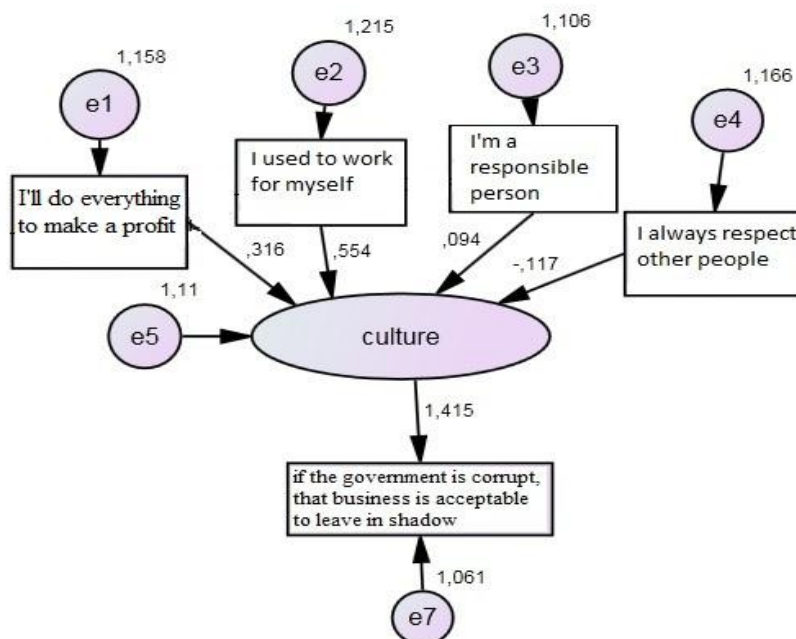 1,215
1,106
1,158
e2
e3
1,166
e1
e4
I used to work
for myself
I'm a
responsible
person
I'll do everything
to make a profit
I always respect
other people
,316
,554
,094
-,117
1,11
e5
culture
1,415
if the government is corrupt,
that business is acceptable
to leave in shadow
1,061
e7